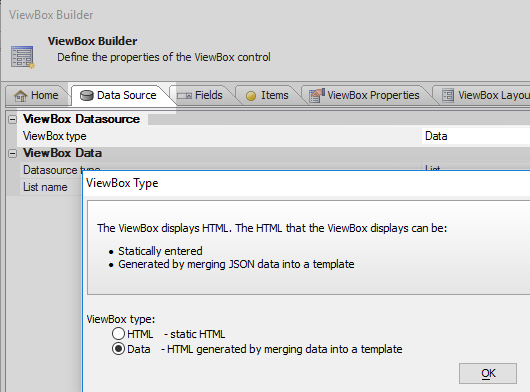 ViewBox Builder
ViewBox Builder
Define the properties of the ViewBox control
Home Data Source Fields Items ViewBox Properties ViewBox Layou
ViewBox Datasource
ViewBox type Data
ViewBox Data
Datasource type List
List name
ViewBox Type
The ViewBox displays HTML. The HTML that the ViewBox displays can be:
• Statically entered
• Generated by merging JSON data into a template
ViewBox type:
HTML - static HTML
Data - HTML generated by merging data into a template
OK